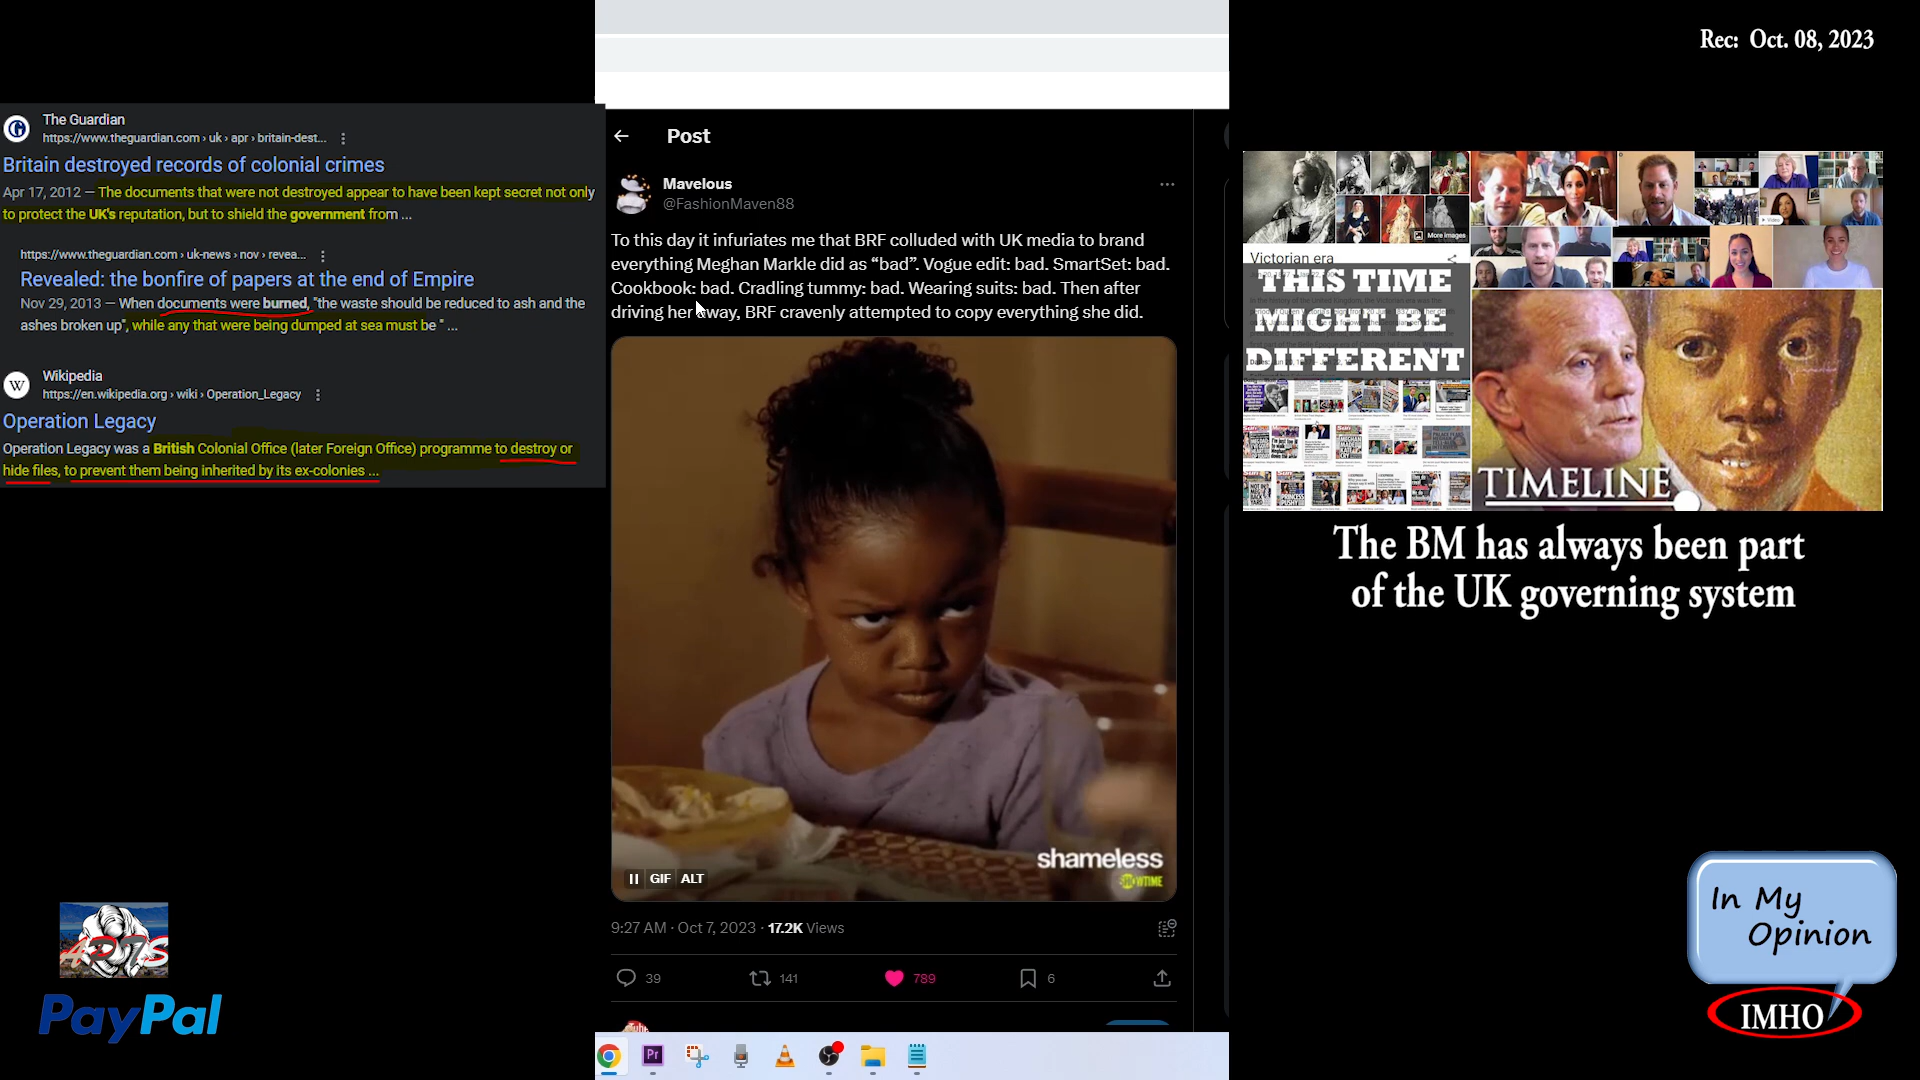 Rec: Oct. 08, 2023
The Guardian
https://www.theguardian.com › uk › apr › britain-dest...
Britain destroyed records of colonial crimes
Apr 17, 2012 — The documents that were not destroyed appear to have been kept secret not only
to protect the UK's reputation, but to shield the government from ...
https://www.theguardian.com › uk-news › nov › revea...
Revealed: the bonfire of papers at the end of Empire
Nov 29, 2013 — When documents were burned, "the waste should be reduced to ash and the
ashes broken up", while any that were being dumped at sea must be " ...
W
Wikipedia
https://en.wikipedia.org › wiki › Operation_Legacy
Operation Legacy
Operation Legacy was a British Colonial Office (later Foreign Office) programme to destroy or
hide files, to prevent them being inherited by its ex-colonies ...
PayPal
Post
Mavelous
@FashionMaven88
To this day it infuriates me that BRF colluded with UK media to brand
everything Meghan Markle did as “bad”. Vogue edit: bad. SmartSet: bad.
Cookbook: bad. Cradling tummy: bad. Wearing suits: bad. Then after
driving her away, BRF cravenly attempted to copy everything she did.
shameless
SHOWTIME
GIF ALT
9:27 AM · Oct 7, 2023 · 17.2K Views
39 141 789 6
Pr
More images
Victorian era
THIS TIME
MIGHT BE
DIFFERENT
TIMELINE
The BM has always been part
of the UK governing system
In My
Opinion
IMHO